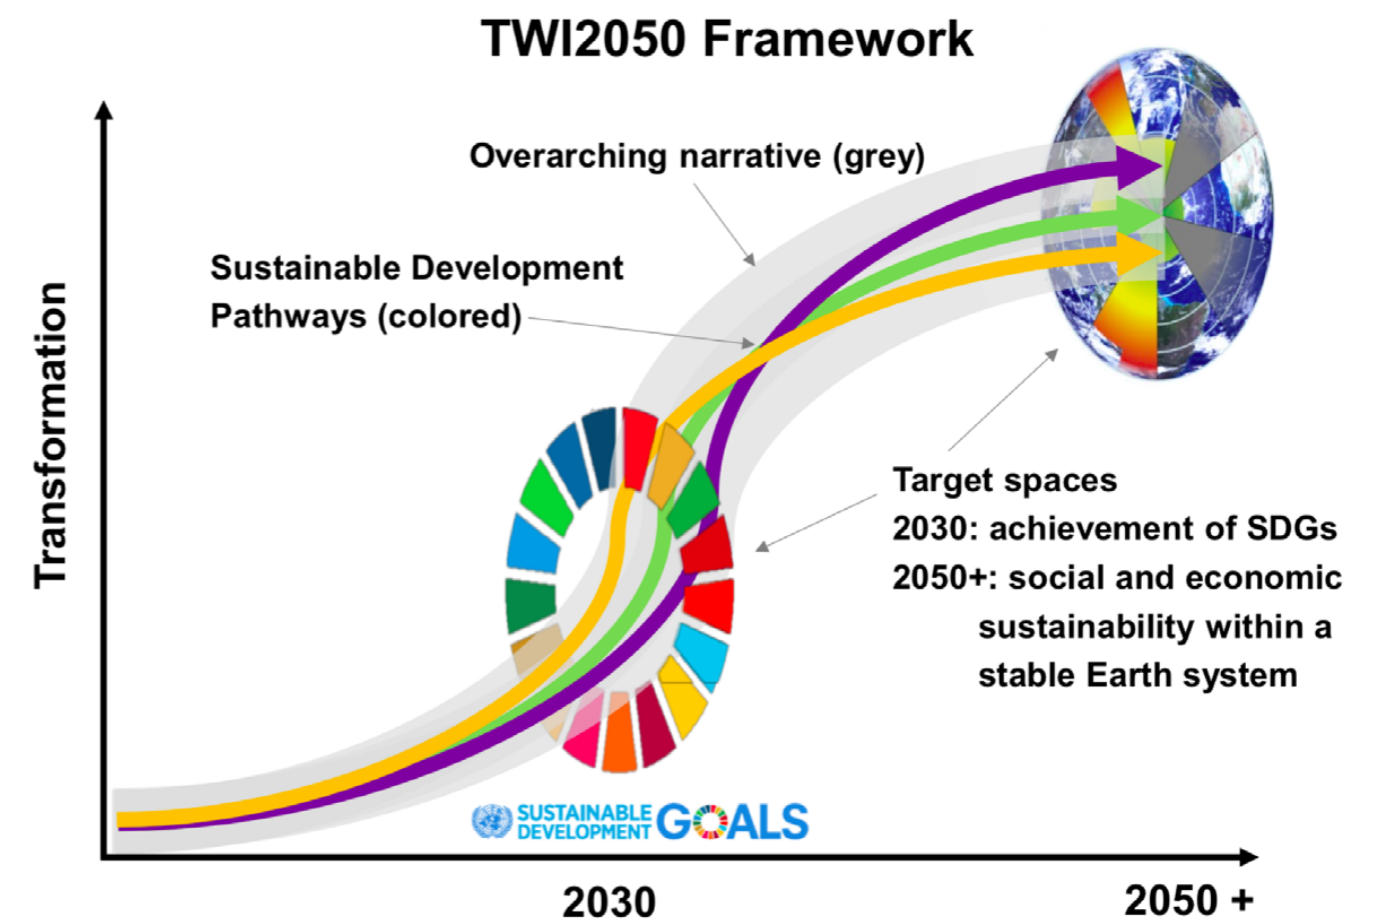 TWI2050 Framework
Overarching narrative (grey)
Sustainable Development
Pathways (colored)
Transformation
Target spaces
2030: achievement of SDGs
2050+: social and economic
sustainability within a
stable Earth system
SUSTAINABLE
DEVELOPMENT
GOALS
2030
2050 +